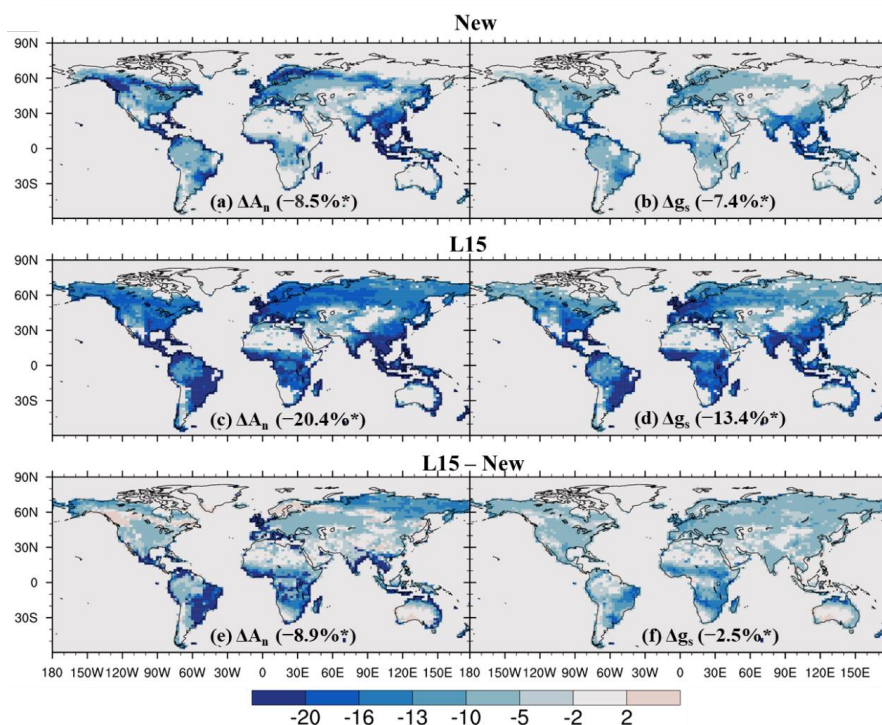 New
90N
60N
30N
0
30S
(a) ΔAn (−8.5%*)
(b) Δgs (−7.4%*)
L15
90N
60N
30N
0
30S
(c) ΔAn (−20.4%*)
(d) Δgs (−13.4%*)
L15 – New
90N
60N
30N
0
30S
(e) ΔAn (−8.9%*)
(f) Δgs (−2.5%*)
180 150W 120W 90W 60W 30W 0 30E 60E 90E 120E 150E 180 150W 120W 90W 60W 30W 0 30E 60E 90E 120E 150E
-20 -16 -13 -10 -5 -2 2